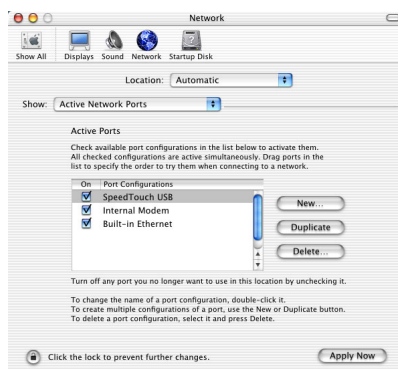 Network
Show All Displays Sound Network Startup Disk
Location: Automatic
Show: Active Network Ports
Active Ports
Check available port configurations in the list below to activate them.
All checked configurations are active simultaneously. Drag ports in the
list to specify the order to try them when connecting to a network.
On Port Configurations
SpeedTouch USB
Internal Modem
Built-in Ethernet
New...
Duplicate
Delete...
Turn off any port you no longer want to use in this location by unchecking it.
To change the name of a port configuration, double-click it.
To create multiple configurations of a port, use the New or Duplicate button.
To delete a port configuration, select it and press Delete.
Click the lock to prevent further changes.
Apply Now